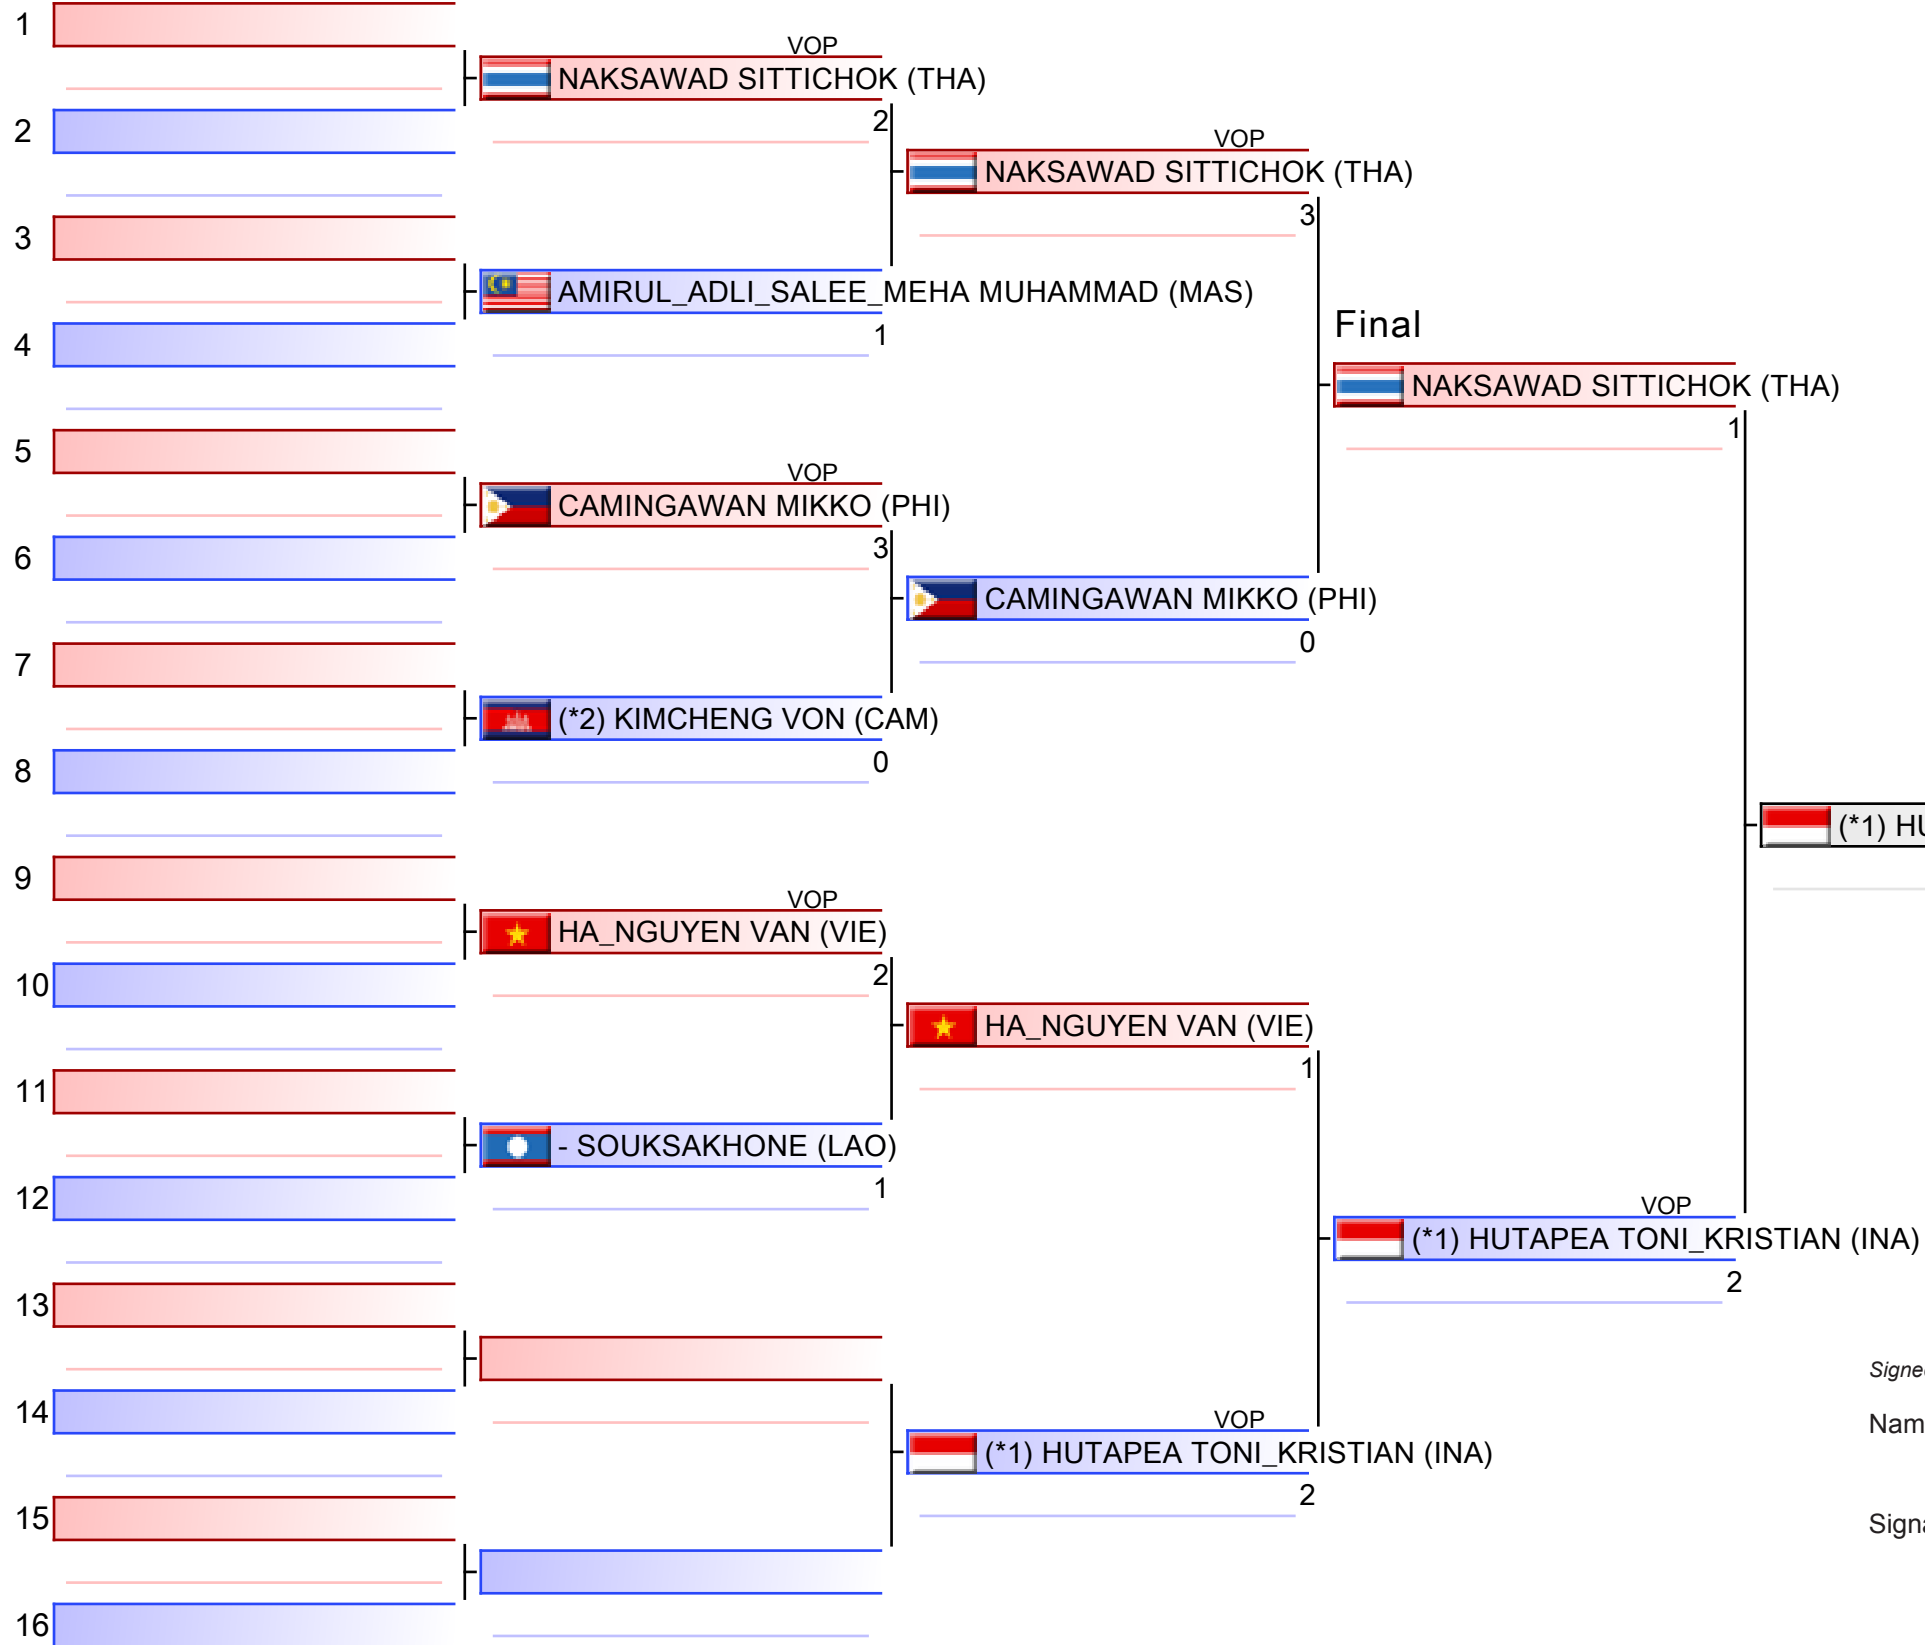 1
VOP
NAKSAWAD SITTICHOK (THA)
2
2
VOP
NAKSAWAD SITTICHOK (THA)
3
3
AMIRUL_ADLI_SALEE_MEHA MUHAMMAD (MAS)
1
4
Final
NAKSAWAD SITTICHOK (THA)
1
5
VOP
CAMINGAWAN MIKKO (PHI)
3
6
CAMINGAWAN MIKKO (PHI)
0
7
(*2) KIMCHENG VON (CAM)
0
8
(*1) HU
9
VOP
HA_NGUYEN VAN (VIE)
2
10
HA_NGUYEN VAN (VIE)
1
11
- SOUKSAKHONE (LAO)
1
12
VOP
(*1) HUTAPEA TONI_KRISTIAN (INA)
2
13
14
VOP
(*1) HUTAPEA TONI_KRISTIAN (INA)
2
15
16
Signe
Nam
Signa